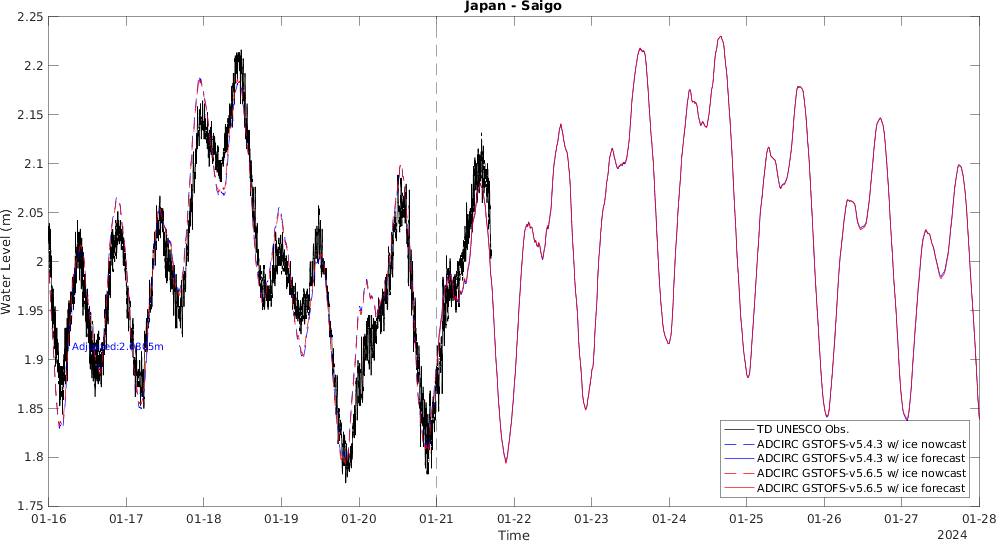 Japan - Saigo
Water Level (m)
2.25
2.2
2.15
2.1
2.05
2
1.95
1.9
1.85
1.8
1.75
TD UNESCO Obs.
ADCIRC GSTOFS-v5.4.3 w/ ice nowcast
ADCIRC GSTOFS-v5.4.3 w/ ice forecast
ADCIRC GSTOFS-v5.6.5 w/ ice nowcast
ADCIRC GSTOFS-v5.6.5 w/ ice forecast
01-16 01-17 01-18 01-19 01-20 01-21 01-22 01-23 01-24 01-25 01-26 01-27 01-28
Time
2024